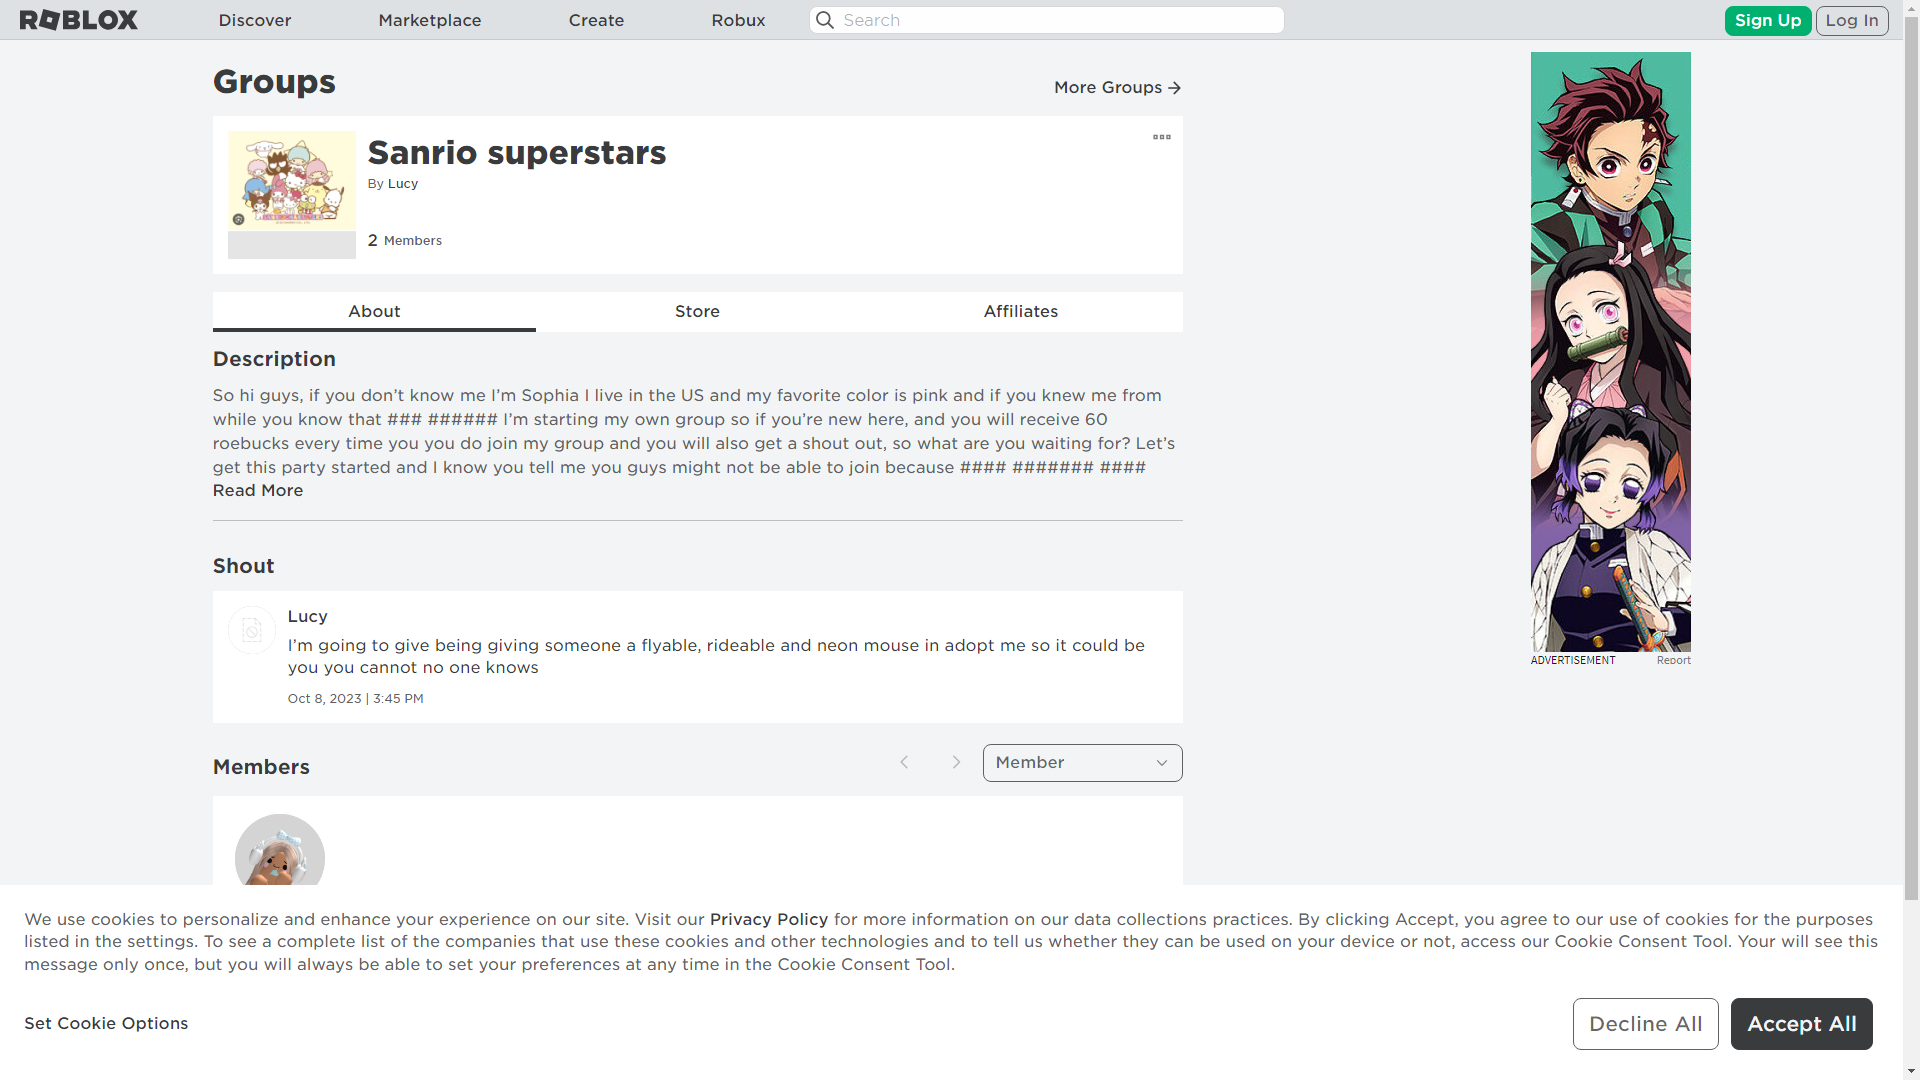 ROBLOX
Discover
Marketplace
Create
Robux
Search
Sign Up
Log In
Groups
More Groups
Sanrio superstars
By Lucy
2 Members
About
Store
Affiliates
Description
So hi guys, if you don’t know me I’m Sophia I live in the US and my favorite color is pink and if you knew me from
while you know that ### ###### I’m starting my own group so if you’re new here, and you will receive 60
roebucks every time you you do join my group and you will also get a shout out, so what are you waiting for? Let’s
get this party started and I know you tell me you guys might not be able to join because #### ####### ####
Read More
Shout
Lucy
I’m going to give being giving someone a flyable, rideable and neon mouse in adopt me so it could be
you you cannot no one knows
Oct 8, 2023 | 3:45 PM
Members
Member
ADVERTISEMENT
Report
We use cookies to personalize and enhance your experience on our site. Visit our Privacy Policy for more information on our data collections practices. By clicking Accept, you agree to our use of cookies for the purposes
listed in the settings. To see a complete list of the companies that use these cookies and other technologies and to tell us whether they can be used on your device or not, access our Cookie Consent Tool. Your will see this
message only once, but you will always be able to set your preferences at any time in the Cookie Consent Tool.
Set Cookie Options
Decline All
Accept All